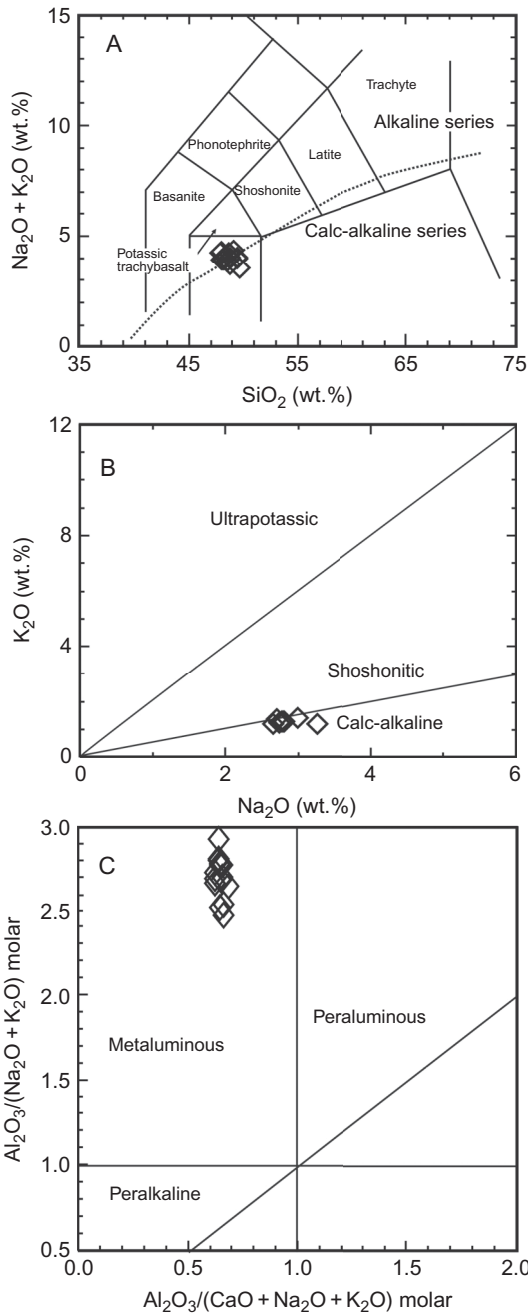 A
15
10
5
0
Na₂O + K₂O (wt.%)
Trachyte
Alkaline series
Phonotephrite
Latite
Basanite
Shoshonite
Calc-alkaline series
Potassic
trachybasalt
35
45
55
65
75
SiO₂ (wt.%)
B
12
8
4
0
K₂O (wt.%)
Ultrapotassic
Shoshonitic
Calc-alkaline
0
2
4
6
Na₂O (wt.%)
C
3.0
2.5
2.0
1.5
1.0
0.5
Al₂O₃/(Na₂O + K₂O) molar
Peraluminous
Metaluminous
Peralkaline
0.0
0.5
1.0
1.5
2.0
Al₂O₃/(CaO + Na₂O + K₂O) molar